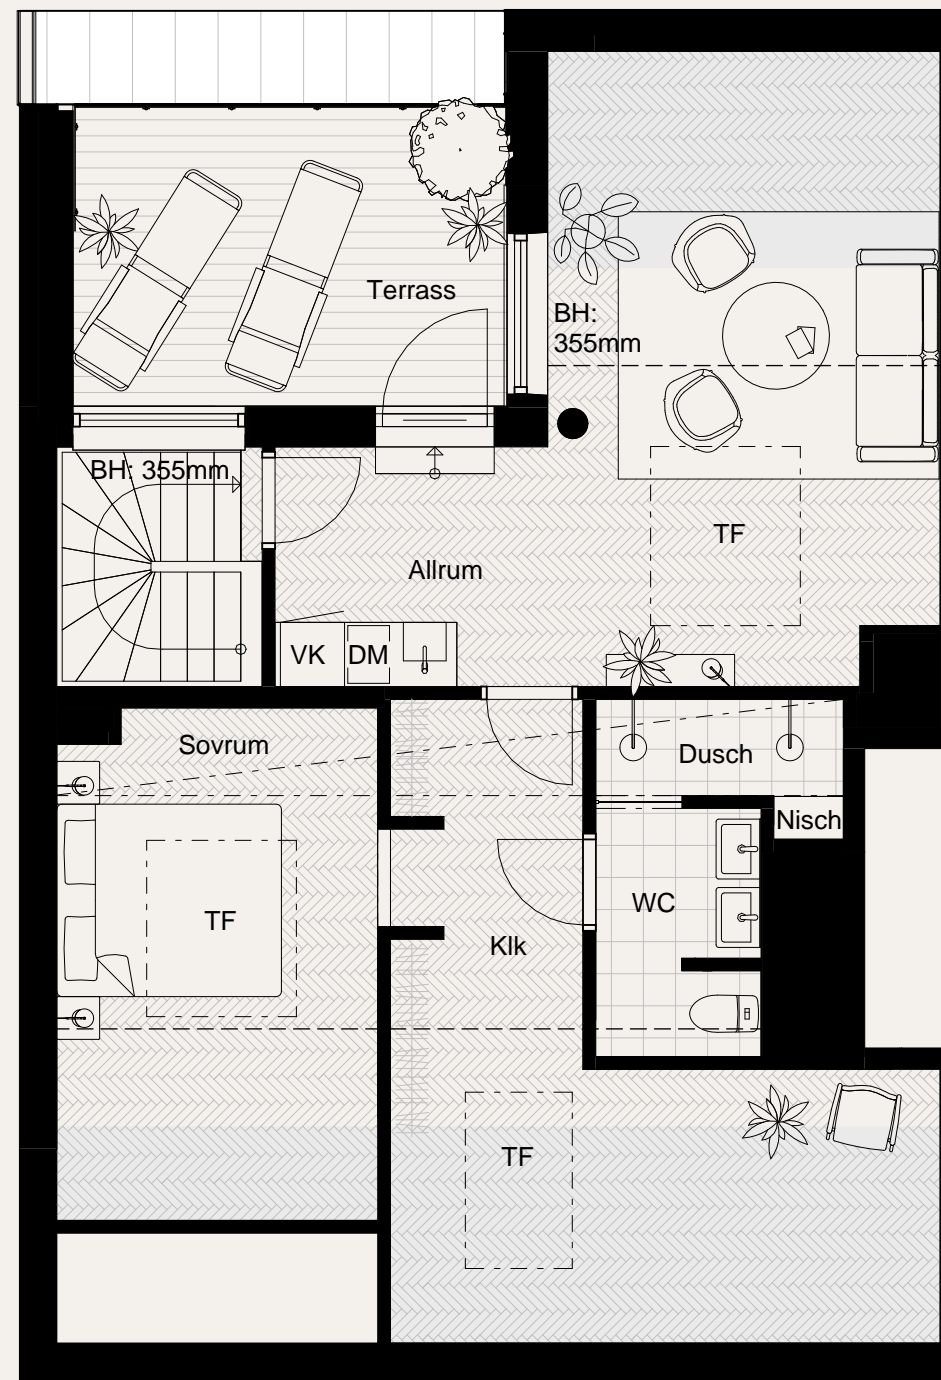 Terrass
BH:
355mm
BH: 355mm
TF
Allrum
VK
DM
Sovrum
Dusch
Nisch
TF
WC
Klk
TF